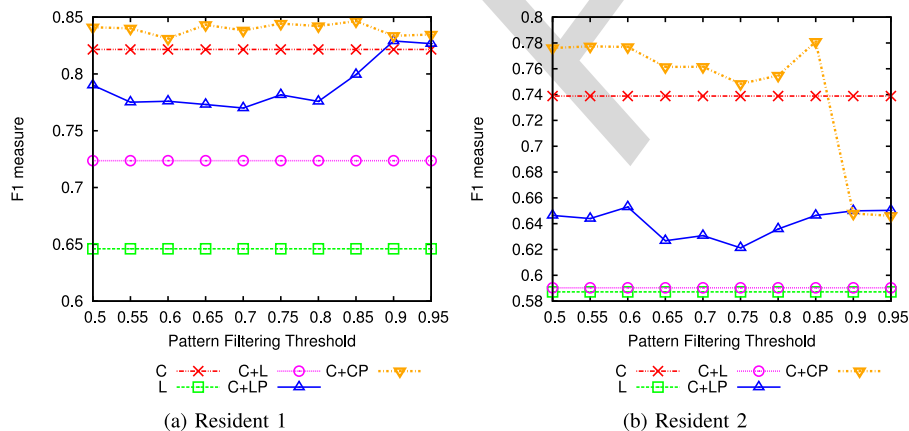 0.85
0.8
0.75
0.7
0.65
0.6
F1 measure
0.5 0.55 0.6 0.65 0.7 0.75 0.8 0.85 0.9 0.95
Pattern Filtering Threshold
C C+L C+CP
L C+LP
(a) Resident 1
0.8
0.78
0.76
0.74
0.72
0.7
0.68
0.66
0.64
0.62
0.6
0.58
F1 measure
0.5 0.55 0.6 0.65 0.7 0.75 0.8 0.85 0.9 0.95
Pattern Filtering Threshold
C C+L C+CP
L C+LP
(b) Resident 2